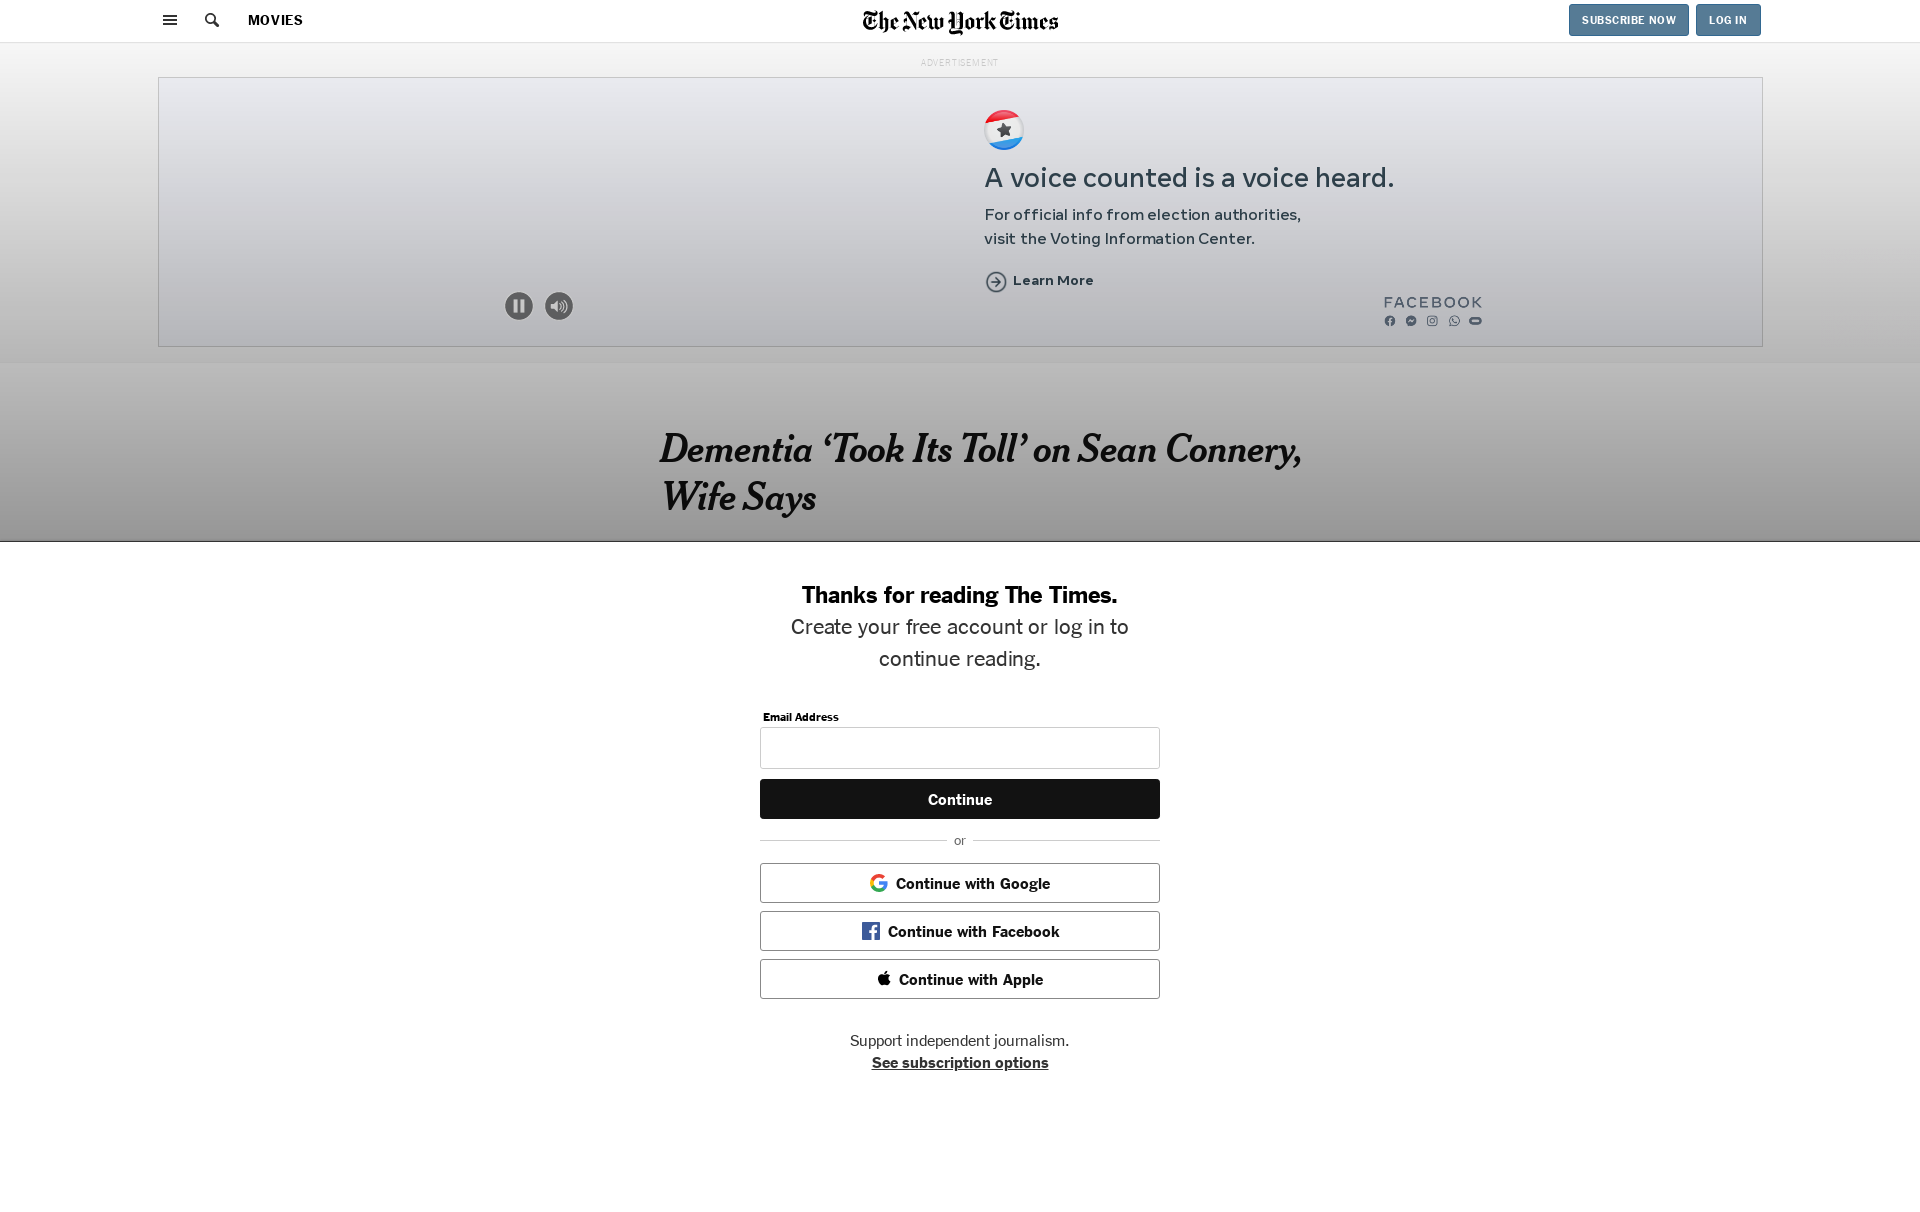 MOVIES
The New York Times
SUBSCRIBE NOW
LOG IN
ADVERTISEMENT
A voice counted is a voice heard.
For official info from election authorities,
visit the Voting Information Center.
Learn More
FACEBOOK
Dementia ‘Took Its Toll’ on Sean Connery,
Wife Says
Thanks for reading The Times.
Create your free account or log in to
continue reading.
Email Address
Continue
or
Continue with Google
Continue with Facebook
Continue with Apple
Support independent journalism.
See subscription options